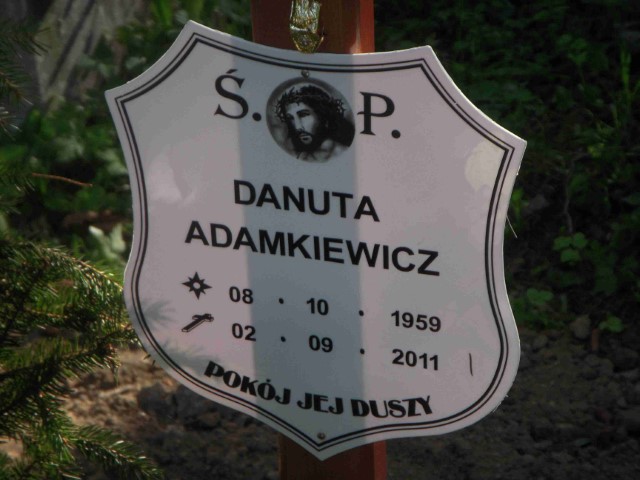 Ś. P.
DANUTA
ADAMKIEWICZ
08 . 10 . 1959
02 . 09 . 2011
POKÓJ JEJ DUSZY